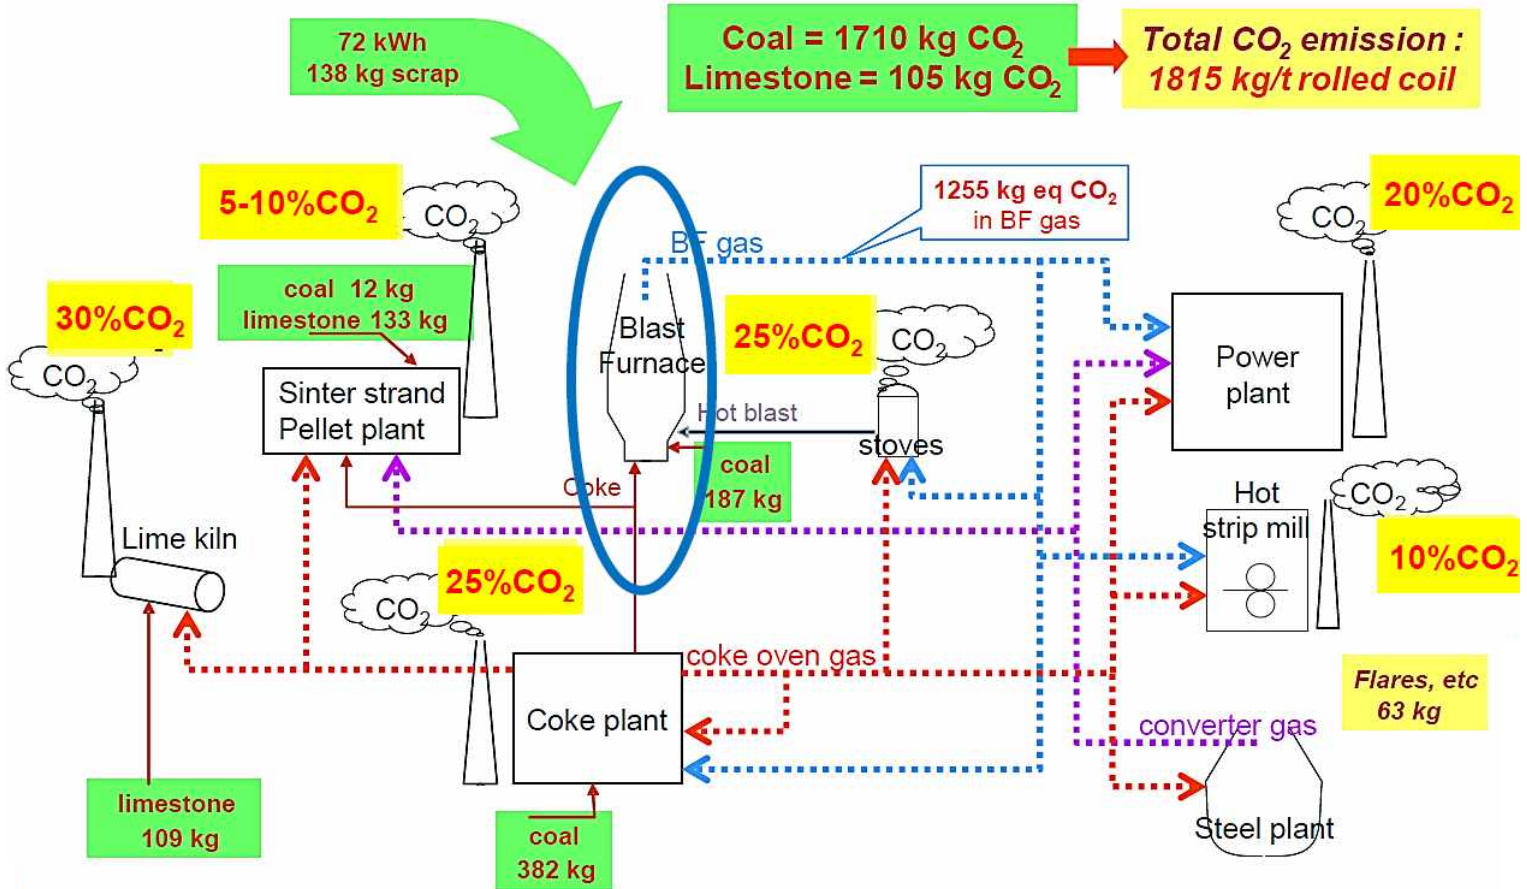 72 kWh
138 kg scrap
Coal = 1710 kg CO₂
Limestone = 105 kg CO₂
Total CO₂ emission :
1815 kg/t rolled coil
5-10%CO₂
CO₂
1255 kg eq CO₂
in BF gas
CO₂
20%CO₂
BF gas
coal 12 kg
limestone 133 kg
30%CO₂
CO₂
Blast
Furnace
25%CO₂
CO₂
Power
plant
Sinter strand
Pellet plant
Hot blast
stoves
coal
187 kg
Coke
Hot
strip mill
CO₂
10%CO₂
Lime kiln
25%CO₂
CO₂
coke oven gas
Flares, etc
63 kg
Coke plant
converter gas
limestone
109 kg
coal
382 kg
Steel plant